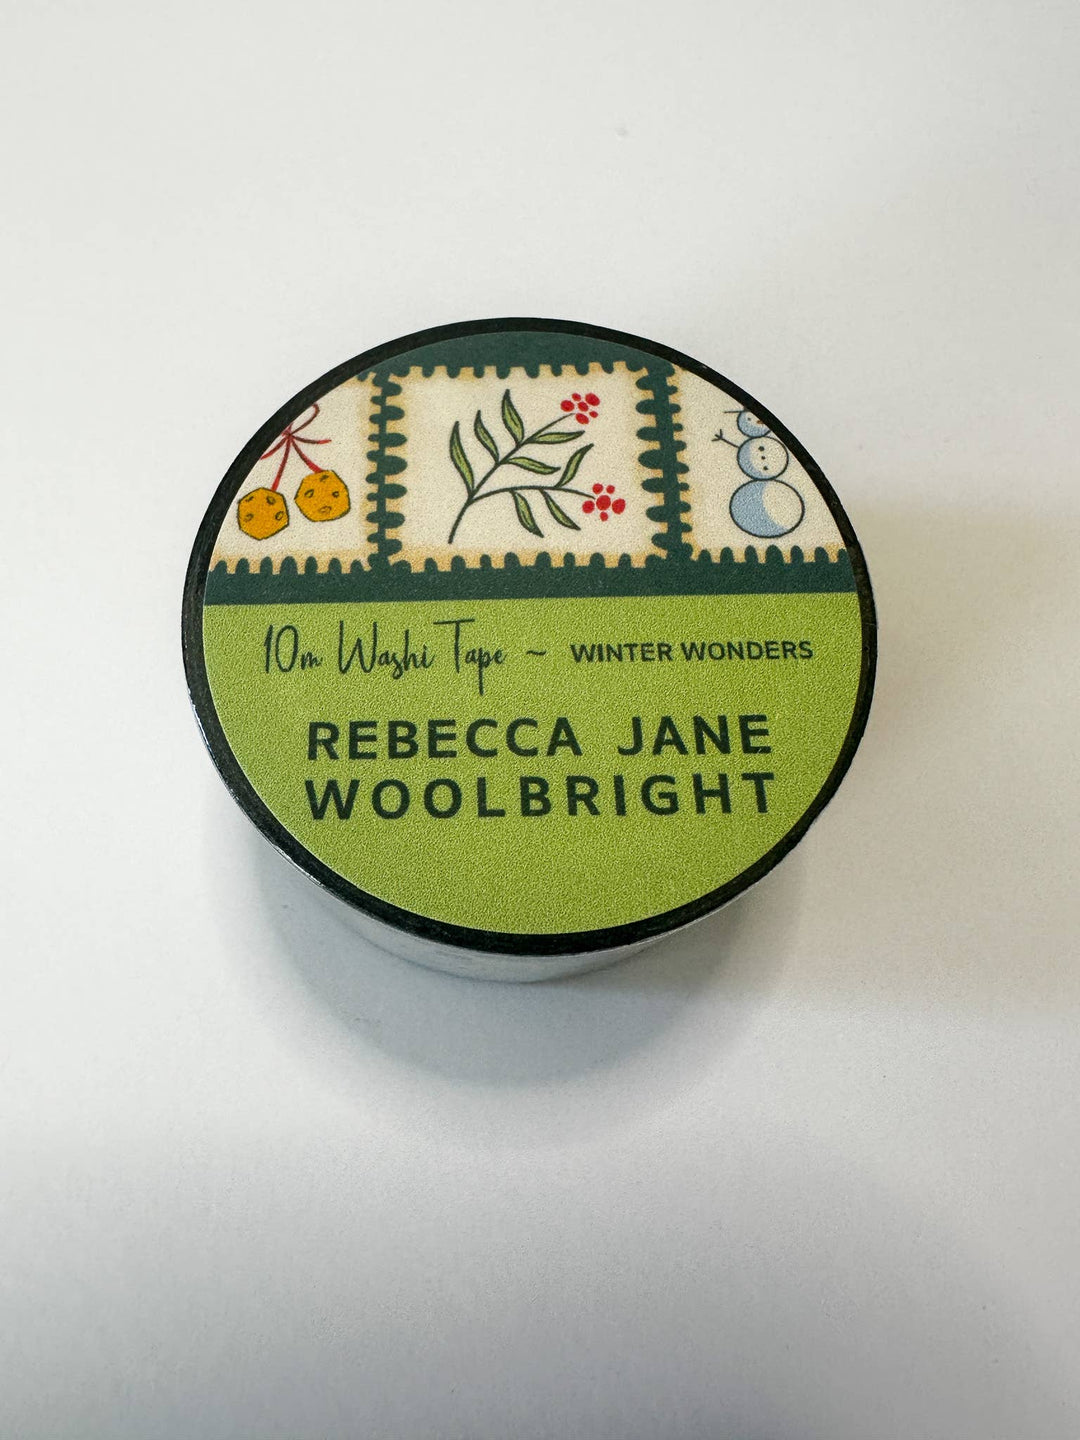 10m Washi Tape ~ WINTER WONDERS
REBECCA JANE
WOOLBRIGHT